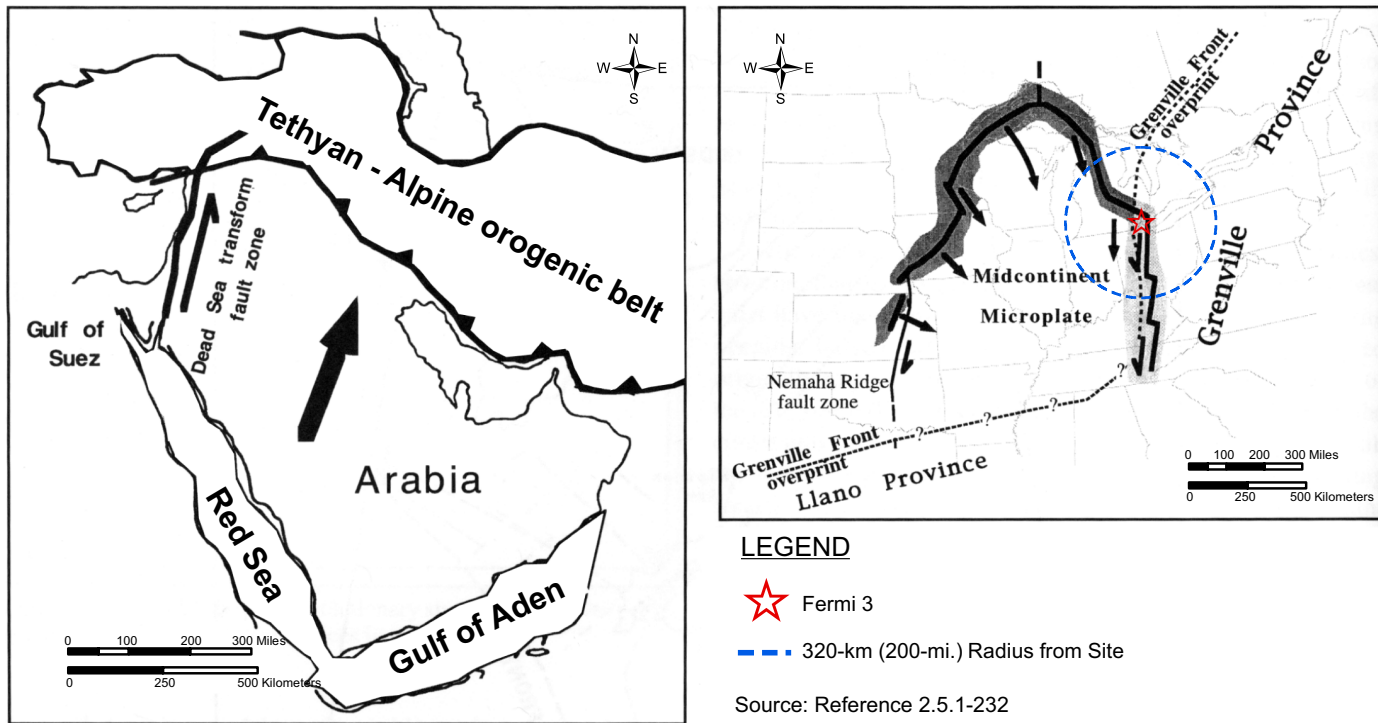 N
W E
S
Tethyan - Alpine orogenic belt
Dead Sea transform
fault zone
Gulf of
Suez
Arabia
Red Sea
Gulf of Aden
0 100 200 300 Miles
0 250 500 Kilometers
N
W E
S
Grenville Front
overprint
Province
Grenville
Midcontinent
Microplate
Nemaha Ridge
fault zone
?
? ? ?
Grenville Front
overprint
Llano Province
0 100 200 300 Miles
0 250 500 Kilometers
LEGEND
Fermi 3
320-km (200-mi.) Radius from Site
Source: Reference 2.5.1-232